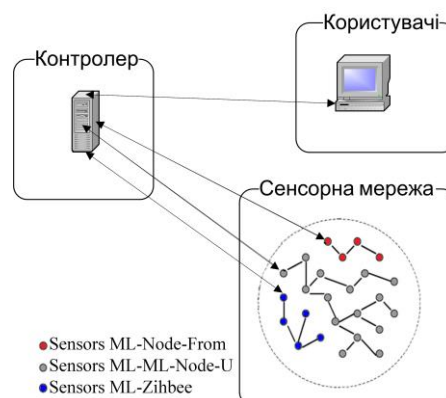 Користувачі
Контролер
Сенсорна мережа
Sensors ML-Node-From
Sensors ML-ML-Node-U
Sensors ML-Zihbee